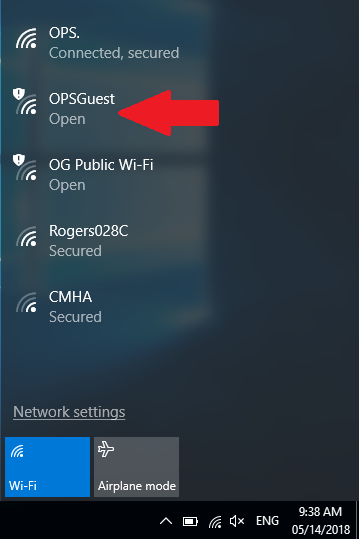 OPS.
Connected, secured
OPSGuest
Open
OG Public Wi-Fi
Open
Rogers028C
Secured
CMHA
Secured
Network settings
Wi-Fi
Airplane mode
ENG
9:38 AM
05/14/2018